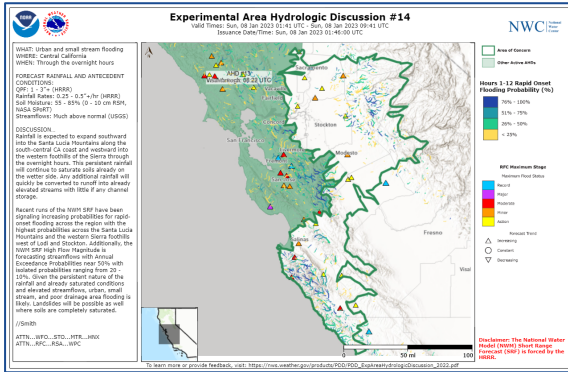 Experimental Area Hydrologic Discussion #14
Valid Times: Sun, 08 Jan 2023 01:41 UTC - Sun, 08 Jan 2023 09:41 UTC
Issuance Date/Time: Sun, 08 Jan 2023 01:46:00 UTC
NWC
National
Water
Center
WHAT: Urban and small stream flooding
WHERE: Central California
WHEN: Through the overnight hours
FORECAST RAINFALL AND ANTECEDENT
CONDITIONS:
QPF: 1 - 3"+ (HRRR)
Rainfall Rates: 0.25 - 0.5"+/hr (HRRR)
Soil Moisture: 55 - 85% (0 - 10 cm RSM,
NASA SPoRT)
Streamflows: Much above normal (USGS)
DISCUSSION...
Rainfall is expected to expand southward
into the Santa Lucia Mountains along the
south-central CA coast and westward into
the western foothills of the Sierra through
the overnight hours. This persistent rainfall
will continue to saturate soils already on
the wetter side. Any additional rainfall will
quickly be converted to runoff into already
elevated streams with little if any channel
storage.
Recent runs of the NWM SRF have been
signaling increasing probabilities for rapid-
onset flooding across the region with the
highest probabilities across the Santa Lucia
Mountains and the western Sierra foothills
west of Lodi and Stockton. Additionally, the
NWM SRF High Flow Magnitude is
forecasting streamflows with Annual
Exceedance Probabilities near 50% with
isolated probabilities ranging from 20 -
10%. Given the persistent nature of the
rainfall and already saturated conditions
and elevated streamflows, urban, small
stream, and poor drainage area flooding is
likely. Landslides will be possible as well
where soils are completely saturated.
//Smith
ATTN...WFO...STO...MTR...HNX
ATTN...RFC...RSA...WPC
AHD #13
Sacramento
Fairfield
Concord
San Francisco
Stockton
Modesto
Salinas
Fresno
Visal
0
50
100
mi
Area of Concern
Other Active AHDs
Hours 1-12 Rapid Onset
Flooding Probability (%)
76% - 100%
51% - 75%
26% - 50%
< 25%
RFC Maximum Stage
Maximum Flood Status
Record
Major
Moderate
Minor
Action
Forecast Trend
Increasing
Constant
Decreasing
Disclaimer: The National Water
Model (NWM) Short Range
Forecast (SRF) is forced by the
HRRR.
To learn more or provide feedback, visit: https://nws.weather.gov/products/PDD/PDD_ExpAreaHydrologicDiscussion_2022.pdf